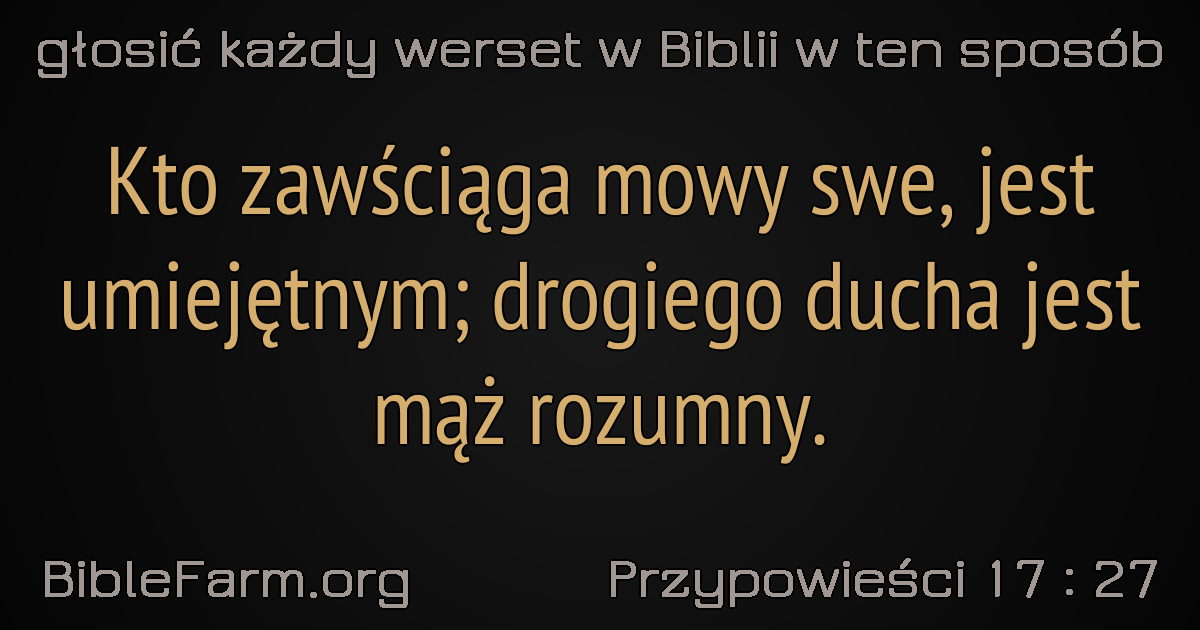 głosić każdy werset w Biblii w ten sposób
Kto zawściąga mowy swe, jest
umiejętnym; drogiego ducha jest
mąż rozumny.
BibleFarm.org
Przypowieści 17 : 27